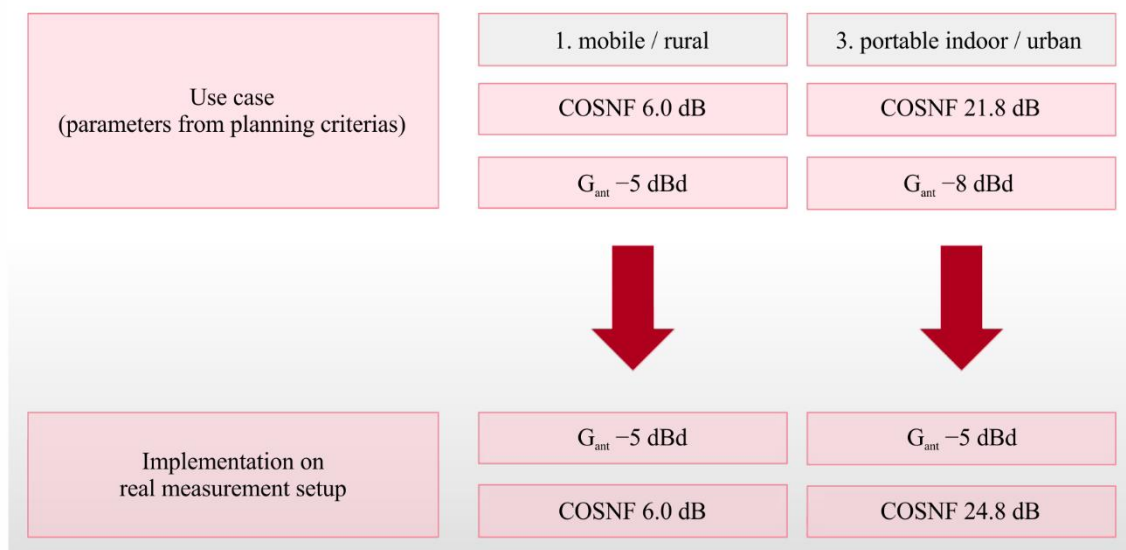 Use case
(parameters from planning criterias)
1. mobile / rural
3. portable indoor / urban
COSNF 6.0 dB
COSNF 21.8 dB
Gant −5 dBd
Gant −8 dBd
Implementation on
real measurement setup
Gant −5 dBd
Gant −5 dBd
COSNF 6.0 dB
COSNF 24.8 dB